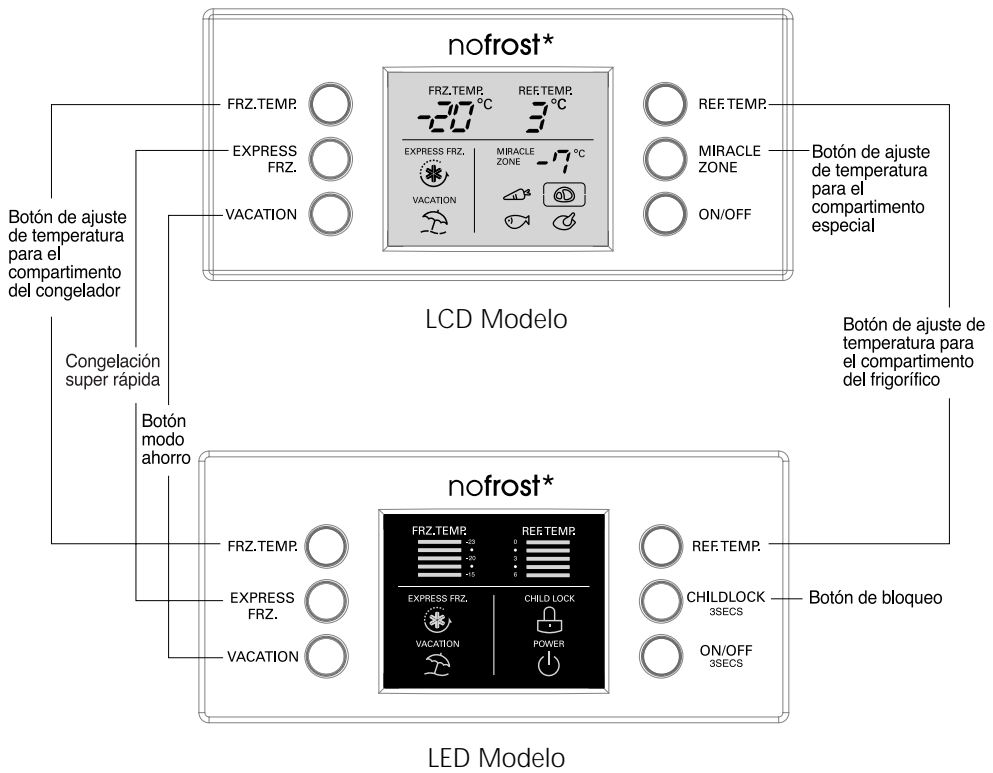 nofrost*
FRZ.TEMP.
EXPRESS
FRZ.
VACATION
FRZ.TEMP. REF.TEMP.
-20 °C 3 °C
EXPRESS FRZ.
VACATION
MIRACLE
ZONE -7 °C
REF.TEMP.
MIRACLE
ZONE
ON/OFF
Botón de ajuste
de temperatura
para el
compartimento
del congelador
Botón de ajuste
de temperatura
para el
compartimento
especial
LCD Modelo
Congelación
super rápida
Botón
modo
ahorro
Botón de ajuste de
temperatura para
el compartimento
del frigorífico
nofrost*
FRZ.TEMP.
EXPRESS
FRZ.
VACATION
FRZ.TEMP. REF.TEMP.
-23 0
-20 3
-15 6
EXPRESS FRZ. CHILD LOCK
VACATION POWER
REF.TEMP.
CHILDLOCK
3SECS
ON/OFF
3SECS
Botón de bloqueo
LED Modelo